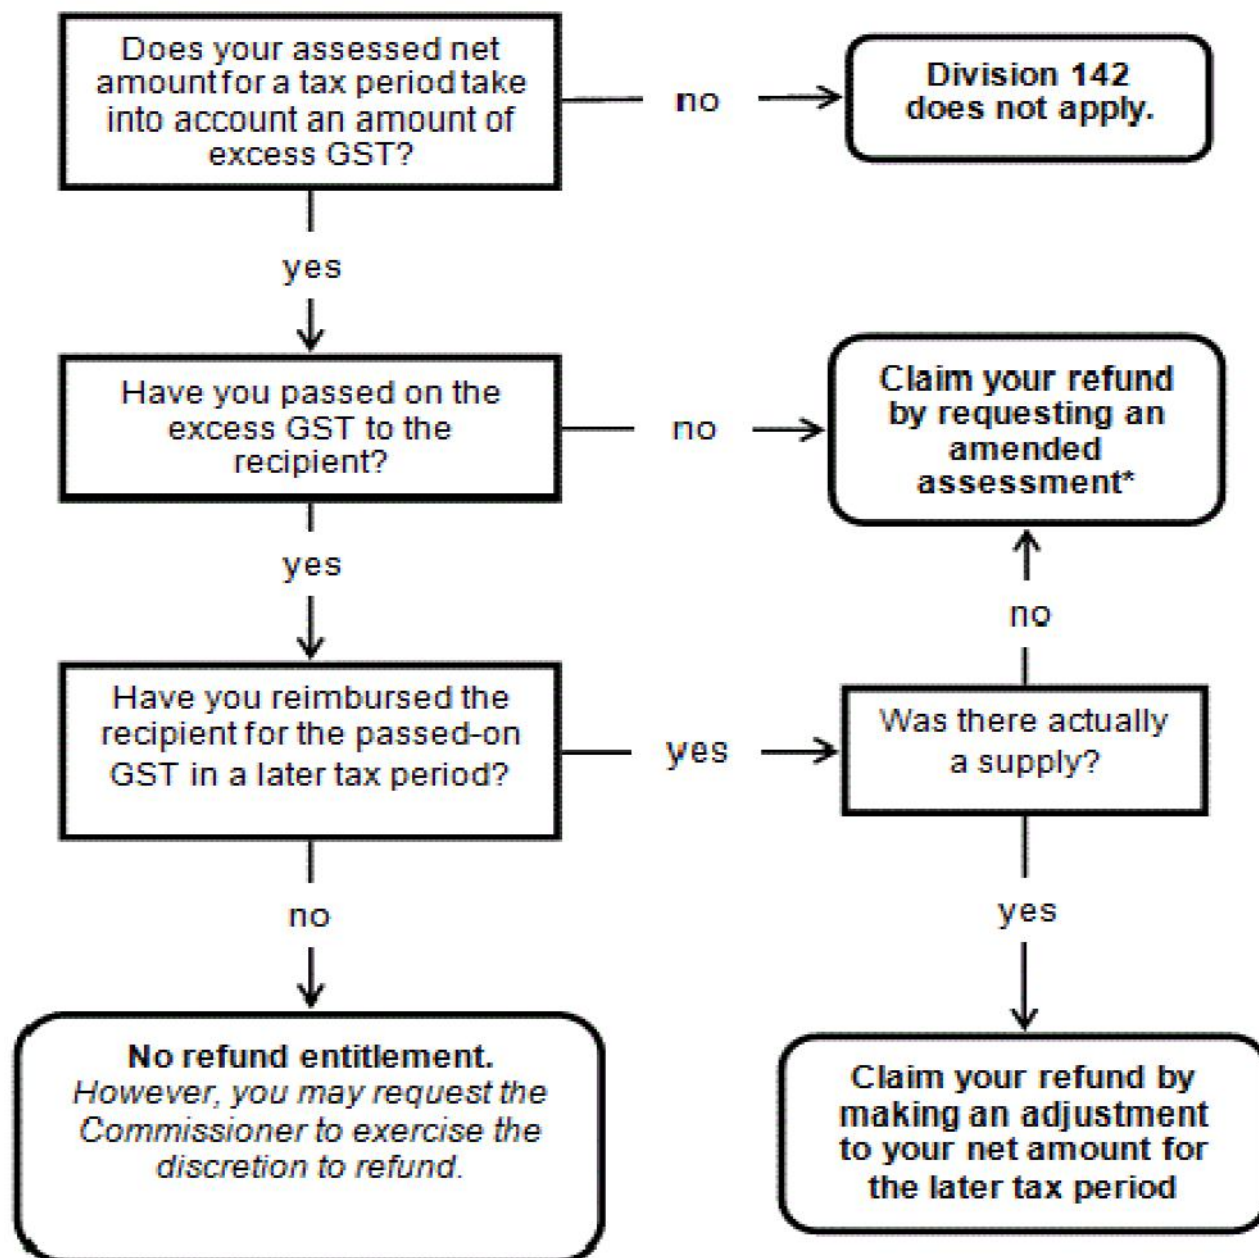 Does your assessed net
amount for a tax period take
into account an amount of
excess GST?
no
Division 142
does not apply.
yes
Have you passed on the
excess GST to the
recipient?
no
Claim your refund
by requesting an
amended
assessment*
yes
no
Have you reimbursed the
recipient for the passed-on
GST in a later tax period?
yes
Was there actually
a supply?
no
yes
No refund entitlement.
However, you may request the
Commissioner to exercise the
discretion to refund.
Claim your refund by
making an adjustment
to your net amount for
the later tax period